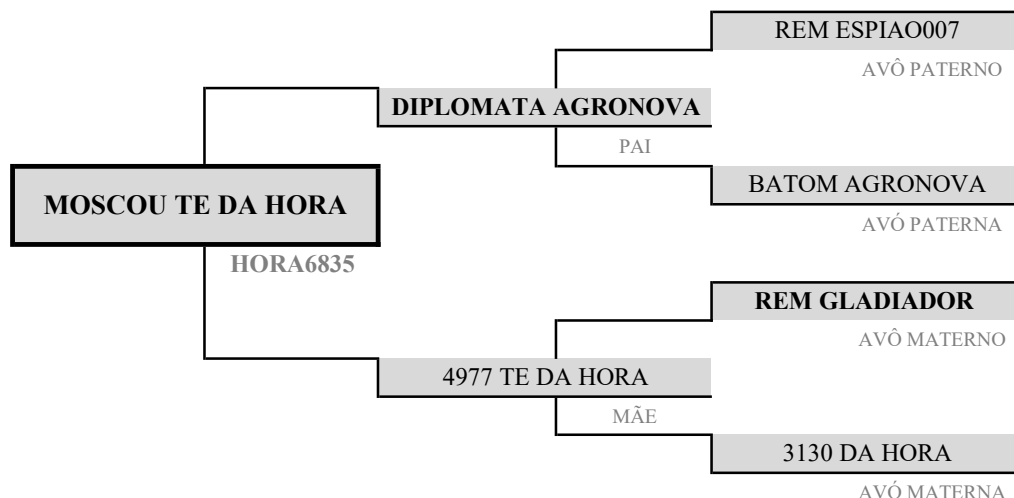 REM ESPIAO007
AVÔ PATERNO
DIPLOMATA AGRONOVA
PAI
BATOM AGRONOVA
AVÓ PATERNA
MOSCOU TE DA HORA
HORA6835
REM GLADIADOR
AVÔ MATERNO
4977 TE DA HORA
MÃE
3130 DA HORA
AVÓ MATERNA